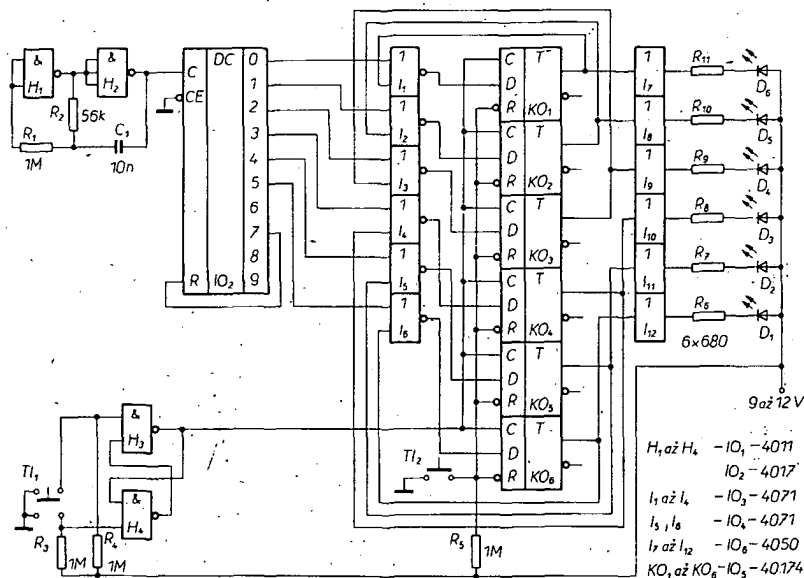 &
H₁
&
H₂
R₂
56k
R₁
1M
C₁
10n
C
DC
CE
R
IO₂
0
1
2
3
4
5
6
7
8
9
1
I₁
1
I₂
1
I₃
1
I₄
1
I₅
1
I₆
C T
D
R KO₁
C T
D
R KO₂
C T
D
R KO₃
C T
D
R KO₄
C T
D
R KO₅
C T
D
R KO₆
1
I₇
1
I₈
1
I₉
1
I₁₀
1
I₁₁
1
I₁₂
R₁₁
D₆
R₁₀
D₅
R₉
D₄
R₈
D₃
R₇
D₂
R₆
D₁
6×680
9 až 12 V
&
H₃
&
H₄
Tl₁
R₃
1M
R₄
1M
Tl₂
R₅
1M
H₁ až H₄ – IO₁ – 4011
IO₂ – 4017
I₁ až I₄ – IO₃ – 4071
I₅, I₆ – IO₄ – 4071
I₇ až I₁₂ – IO₆ – 4050
KO₁ až KO₆ – IO₅ – 40174